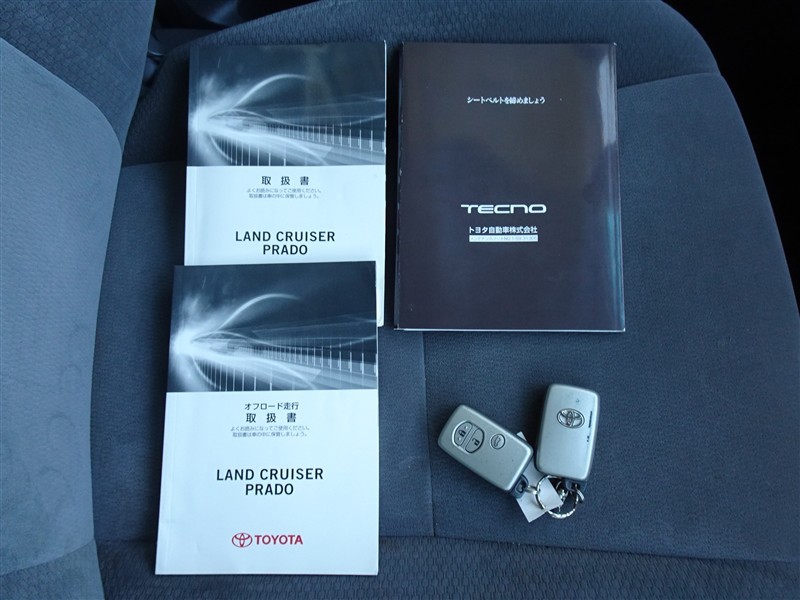 取扱書
よくお読みになってご使用ください。
取扱書は車の中に保管しましょう。
LAND CRUISER
PRADO
シートベルトを締めましょう
TECNO
トヨタ自動車株式会社
オフロード走行
取扱書
よくお読みになってご使用ください。
取扱書は車の中に保管しましょう。
LAND CRUISER
PRADO
TOYOTA